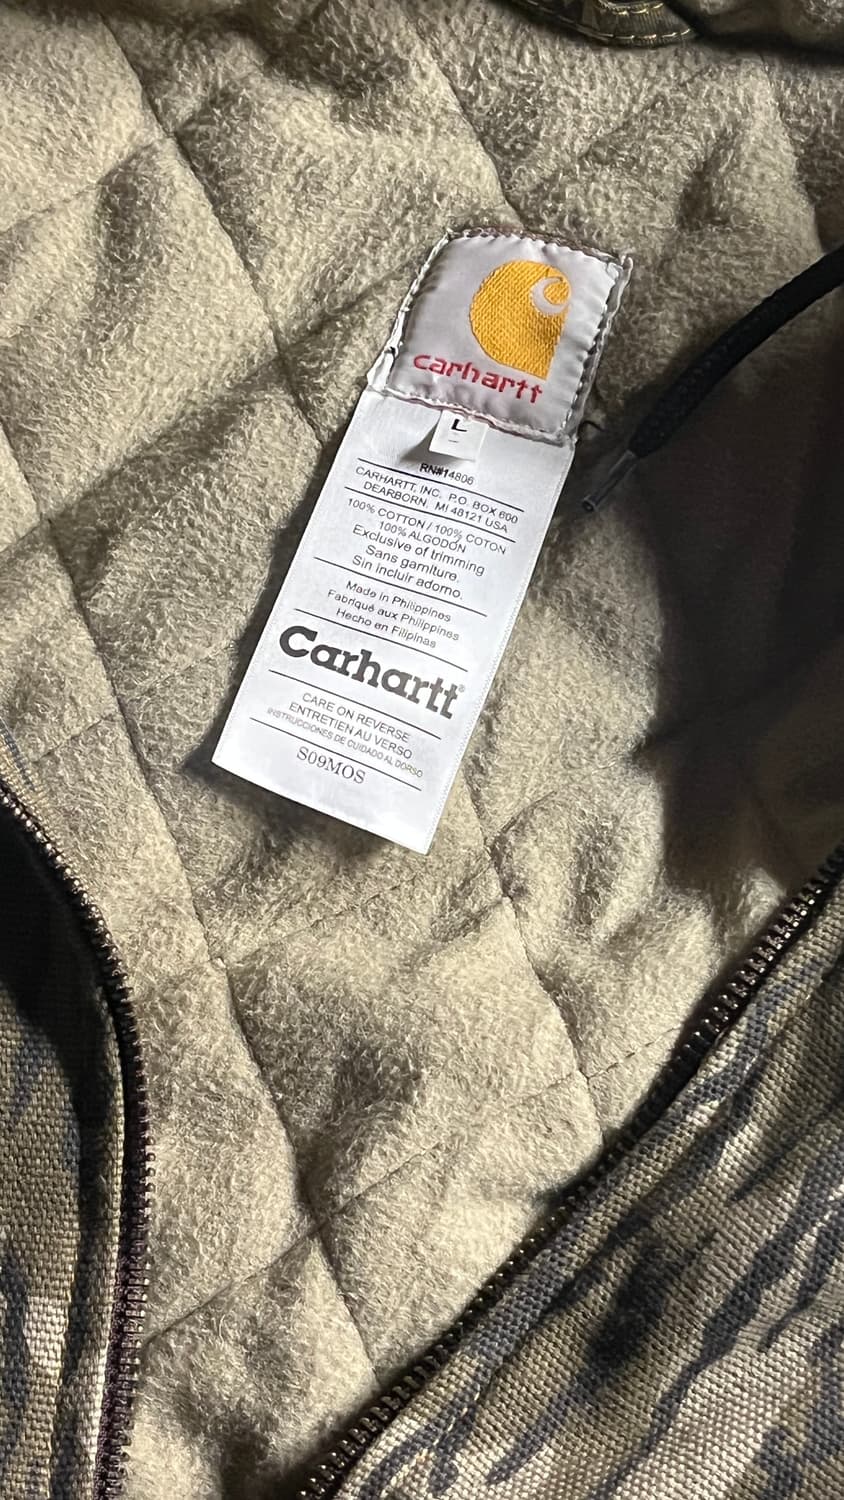 carhartt
L
RN#14806
CARHARTT, INC. P.O. BOX 600
DEARBORN, MI 48121 USA
100% COTTON / 100% COTON
100% ALGODÓN
Exclusive of trimming
Sans garniture.
Sin incluir adorno.
Made in Philippines
Fabriqué aux Philippines
Hecho en Filipinas
Carhartt®
CARE ON REVERSE
ENTRETIEN AU VERSO
INSTRUCCIONES DE CUIDADO AL DORSO
S09MOS